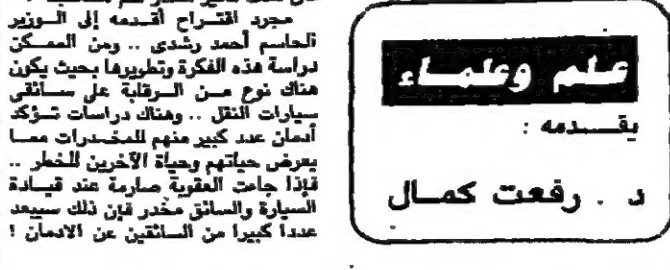 علم وعلماء
يقدمه :
د . رفعت كمال
مجرد اقتراح أقدمه إلى الوزير
الحاسم أحمد رشدى .. ومن الممكن
دراسة هذه الفكرة وتطويرها بحيث يكون
هناك نوع من الرقابة على سائقى
سيارات النقل .. وهناك دراسات تؤكد
أدمان عدد كبير منهم للمخدرات مما
يعرض حياتهم وحياة الآخرين للخطر ..
فإذا جاءت العقوبة صارمة عند قيادة
السيارة والسائق مخدر فإن ذلك سيبعد
عددا كبيرا من السائقين عن الادمان !